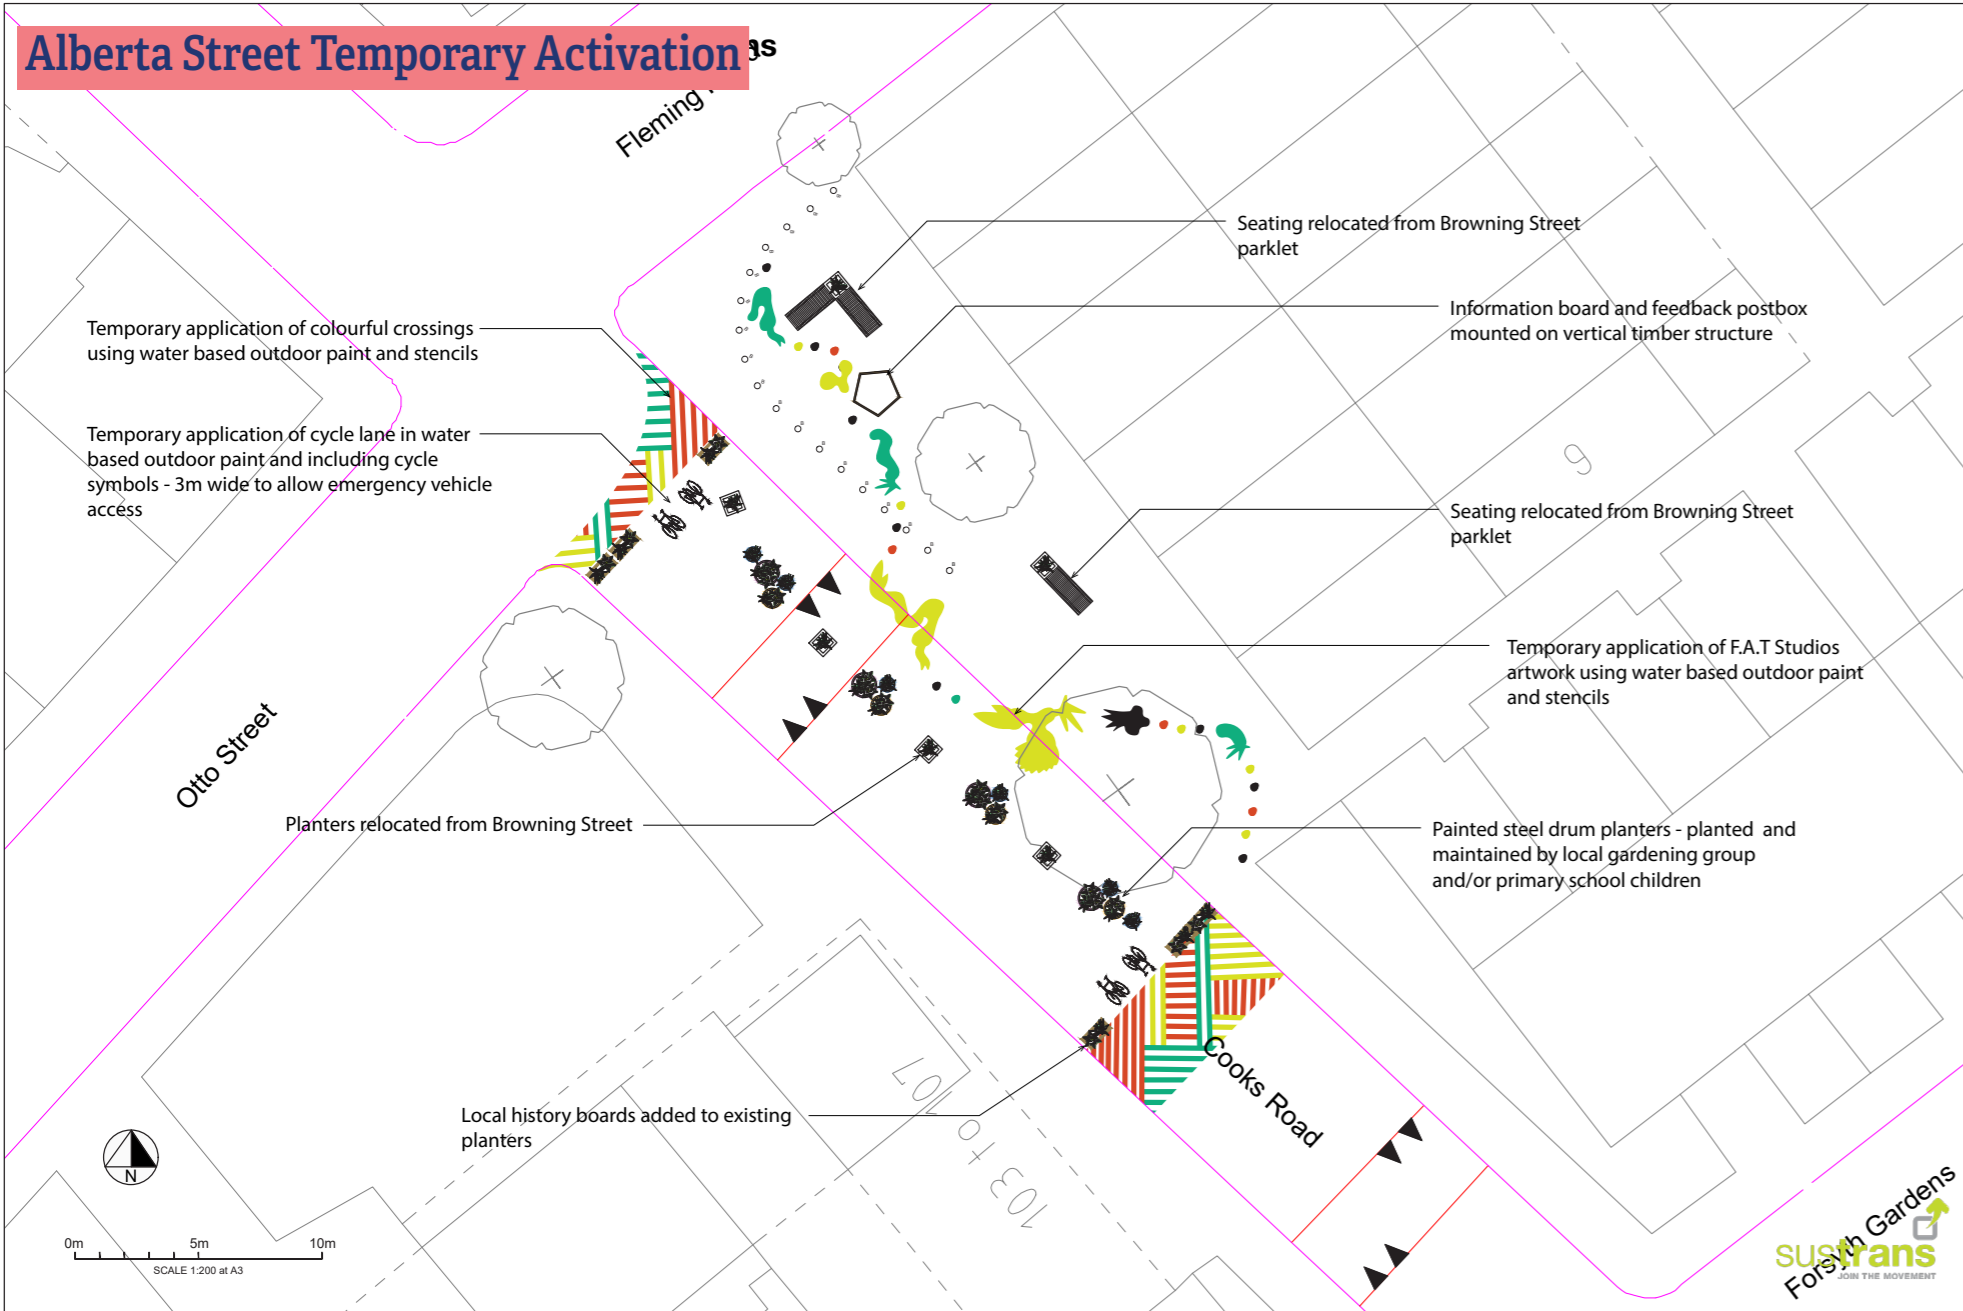 Alberta Street Temporary Activation
Fleming
Seating relocated from Browning Street
parklet
Information board and feedback postbox
mounted on vertical timber structure
Temporary application of colourful crossings
using water based outdoor paint and stencils
Temporary application of cycle lane in water
based outdoor paint and including cycle
symbols - 3m wide to allow emergency vehicle
access
9
Seating relocated from Browning Street
parklet
Temporary application of F.A.T Studios
artwork using water based outdoor paint
and stencils
Otto Street
Planters relocated from Browning Street
Painted steel drum planters - planted and
maintained by local gardening group
and/or primary school children
Cooks Road
103 to 107
Local history boards added to existing
planters
N
0m 5m 10m
SCALE 1:200 at A3
Forsyth Gardens
sustrans
JOIN THE MOVEMENT